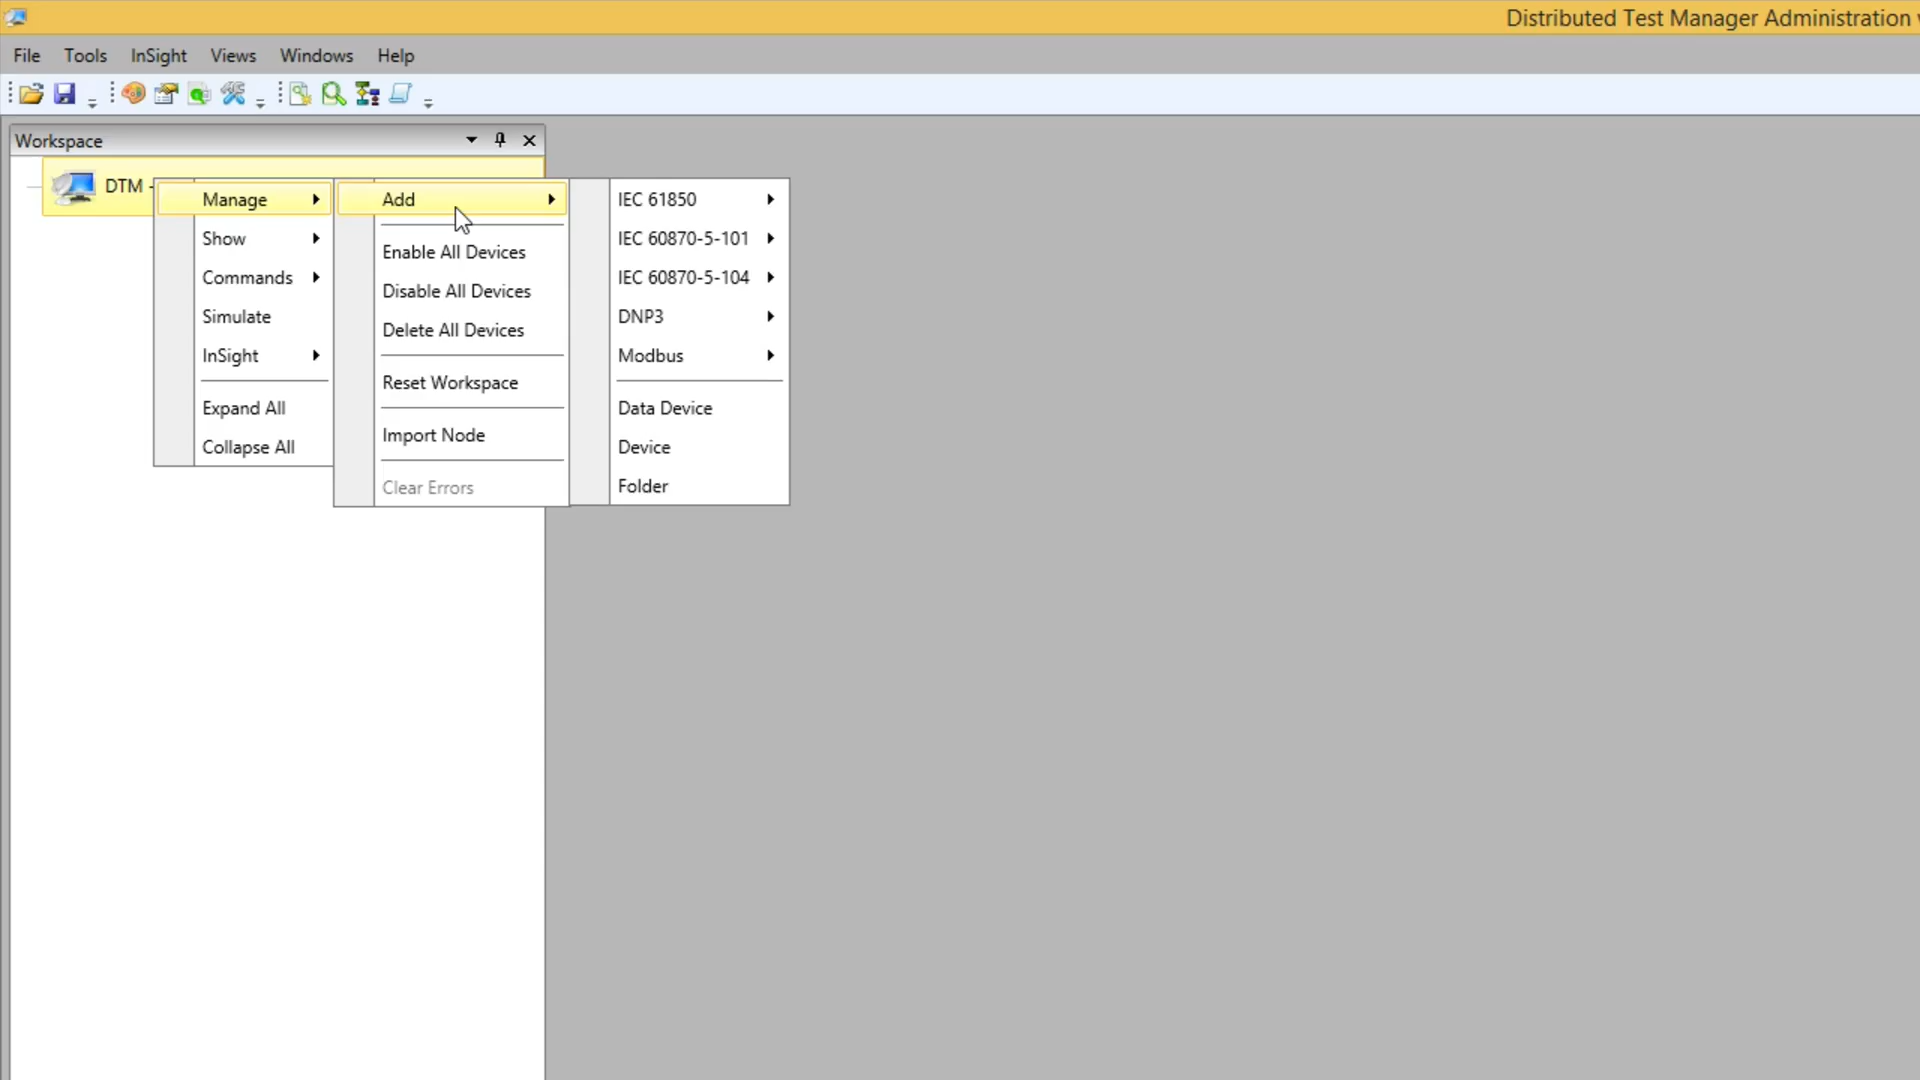 Distributed Test Manager Administration
File Tools InSight Views Windows Help
Workspace
DTM -
Manage
Show
Commands
Simulate
InSight
Expand All
Collapse All
Add
Enable All Devices
Disable All Devices
Delete All Devices
Reset Workspace
Import Node
Clear Errors
IEC 61850
IEC 60870-5-101
IEC 60870-5-104
DNP3
Modbus
Data Device
Device
Folder